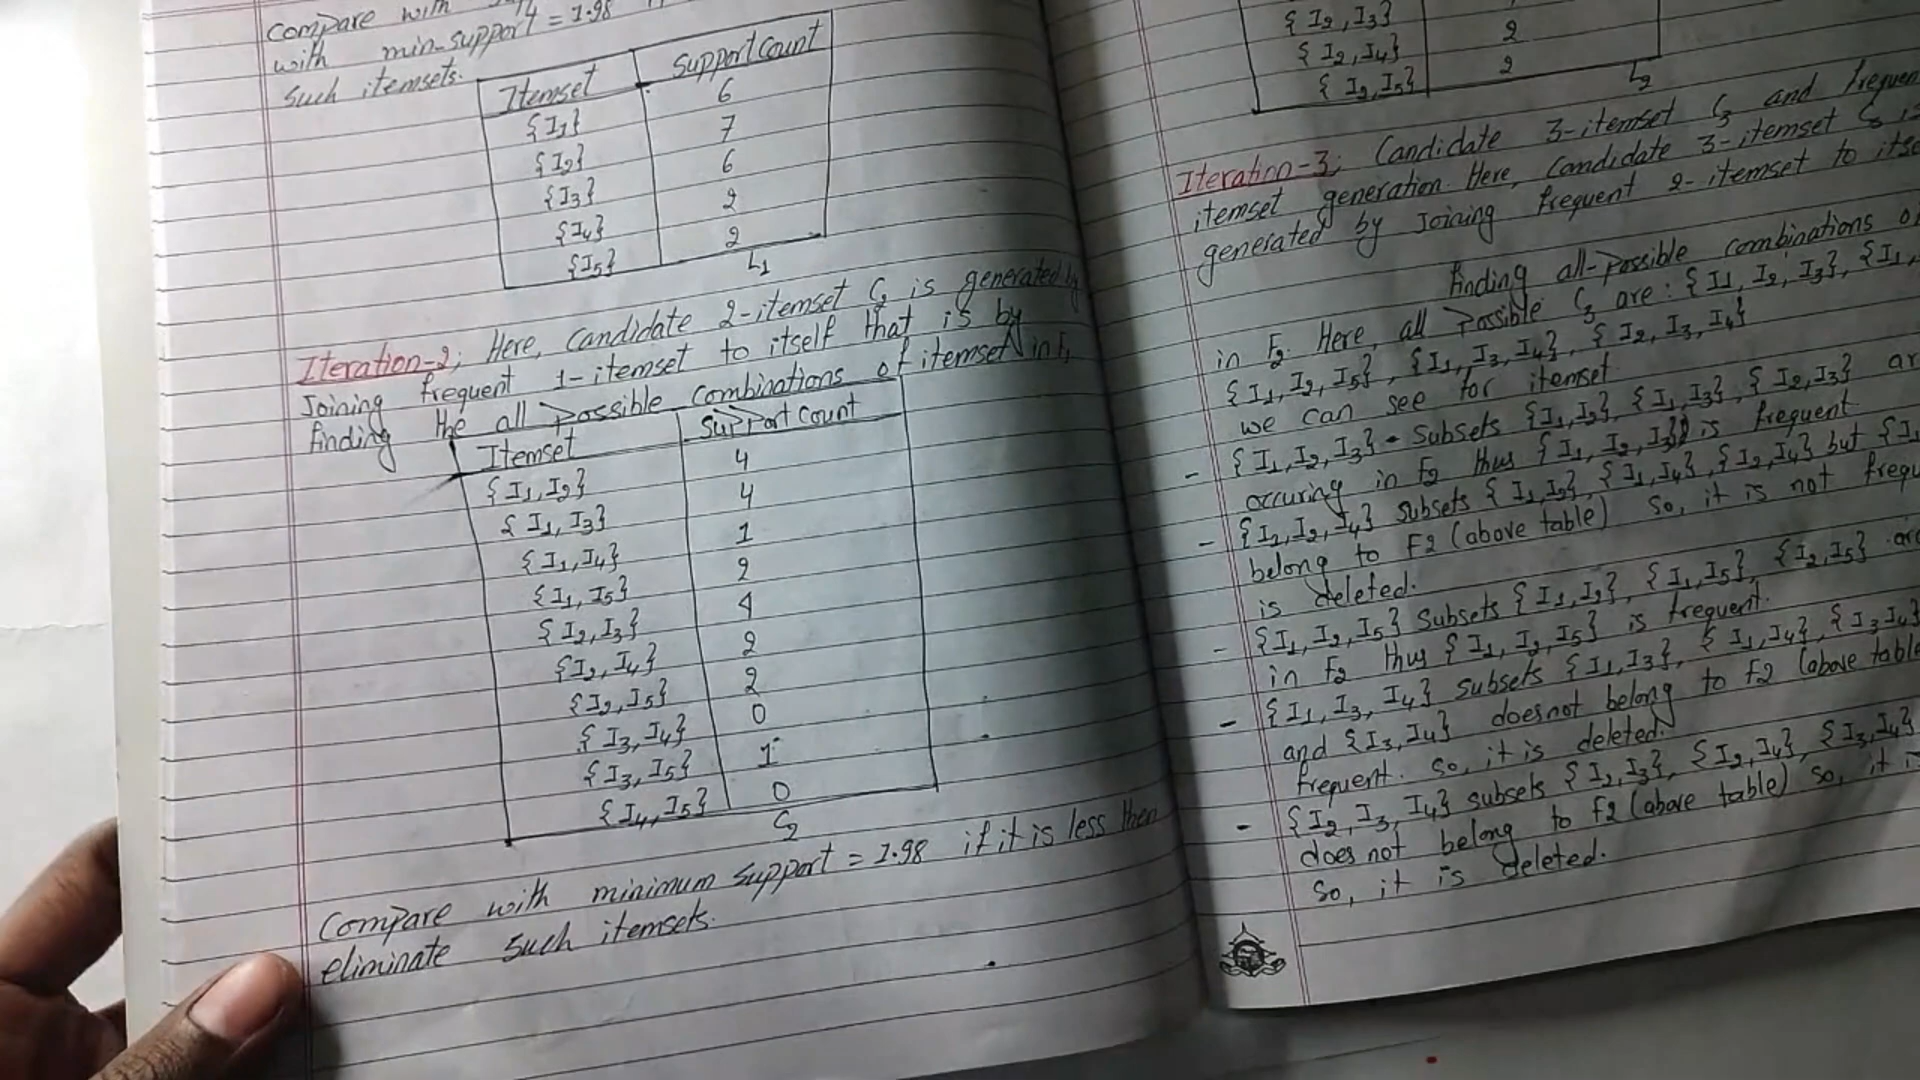 Compare with
with min-support = 1.98
such itemsets.
Itemset Support count
{I1} 6
{I2} 7
{I3} 6
{I4} 2
{I5} 2
L1
Iteration-2; Here, Candidate 2-itemset C2 is generated by
Joining frequent 1-itemset to itself that is by
finding the all possible combinations of itemset in F1
Itemset Support count
{I1,I2} 4
{I1,I3} 4
{I1,I4} 1
{I1,I5} 2
{I2,I3} 4
{I2,I4} 2
{I2,I5} 2
{I3,I4} 0
{I3,I5} 1
{I4,I5} 0
C2
Compare with minimum support = 1.98 if it is less then
eliminate such itemsets.
{I2,I3}
{I2,I4} 2
{I2,I5} 2
L2
Iteration-3; Candidate 3-itemset C3 and frequen
itemset generation. Here, Candidate 3-itemset C3 is
generated by Joining frequent 2-itemset to itse
finding all-possible combinations o
in F2. Here, all possible C3 are: {I1, I2, I3}, {I1,
{I1, I2, I5}, {I1, I3, I4}, {I2, I3, I4}
we can see for itemset
- {I1,I2,I3} - Subsets {I1,I2}, {I1,I3}, {I2,I3} ar
occuring in F2 thus {I1, I2, I3} is frequent
- {I1,I2,I4} subsets {I1,I2}, {I1,I4}, {I2,I4} but {I1
belong to F2 (above table) so, it is not frequ
is deleted.
- {I1, I2, I5} subsets {I1,I2}, {I1,I5}, {I2,I5} are
in F2 thus {I1, I2, I5} is frequent.
- {I1, I3, I4} subsets {I1,I3}, {I1,I4}, {I3 I4}
and {I3,I4} doesnot belong to F2 (above table
frequent. so, it is deleted.
- {I2, I3, I4} subsets {I2,I3}, {I2,I4}, {I3,I4}
does not belong to F2 (above table) so, it is
So, it is deleted.